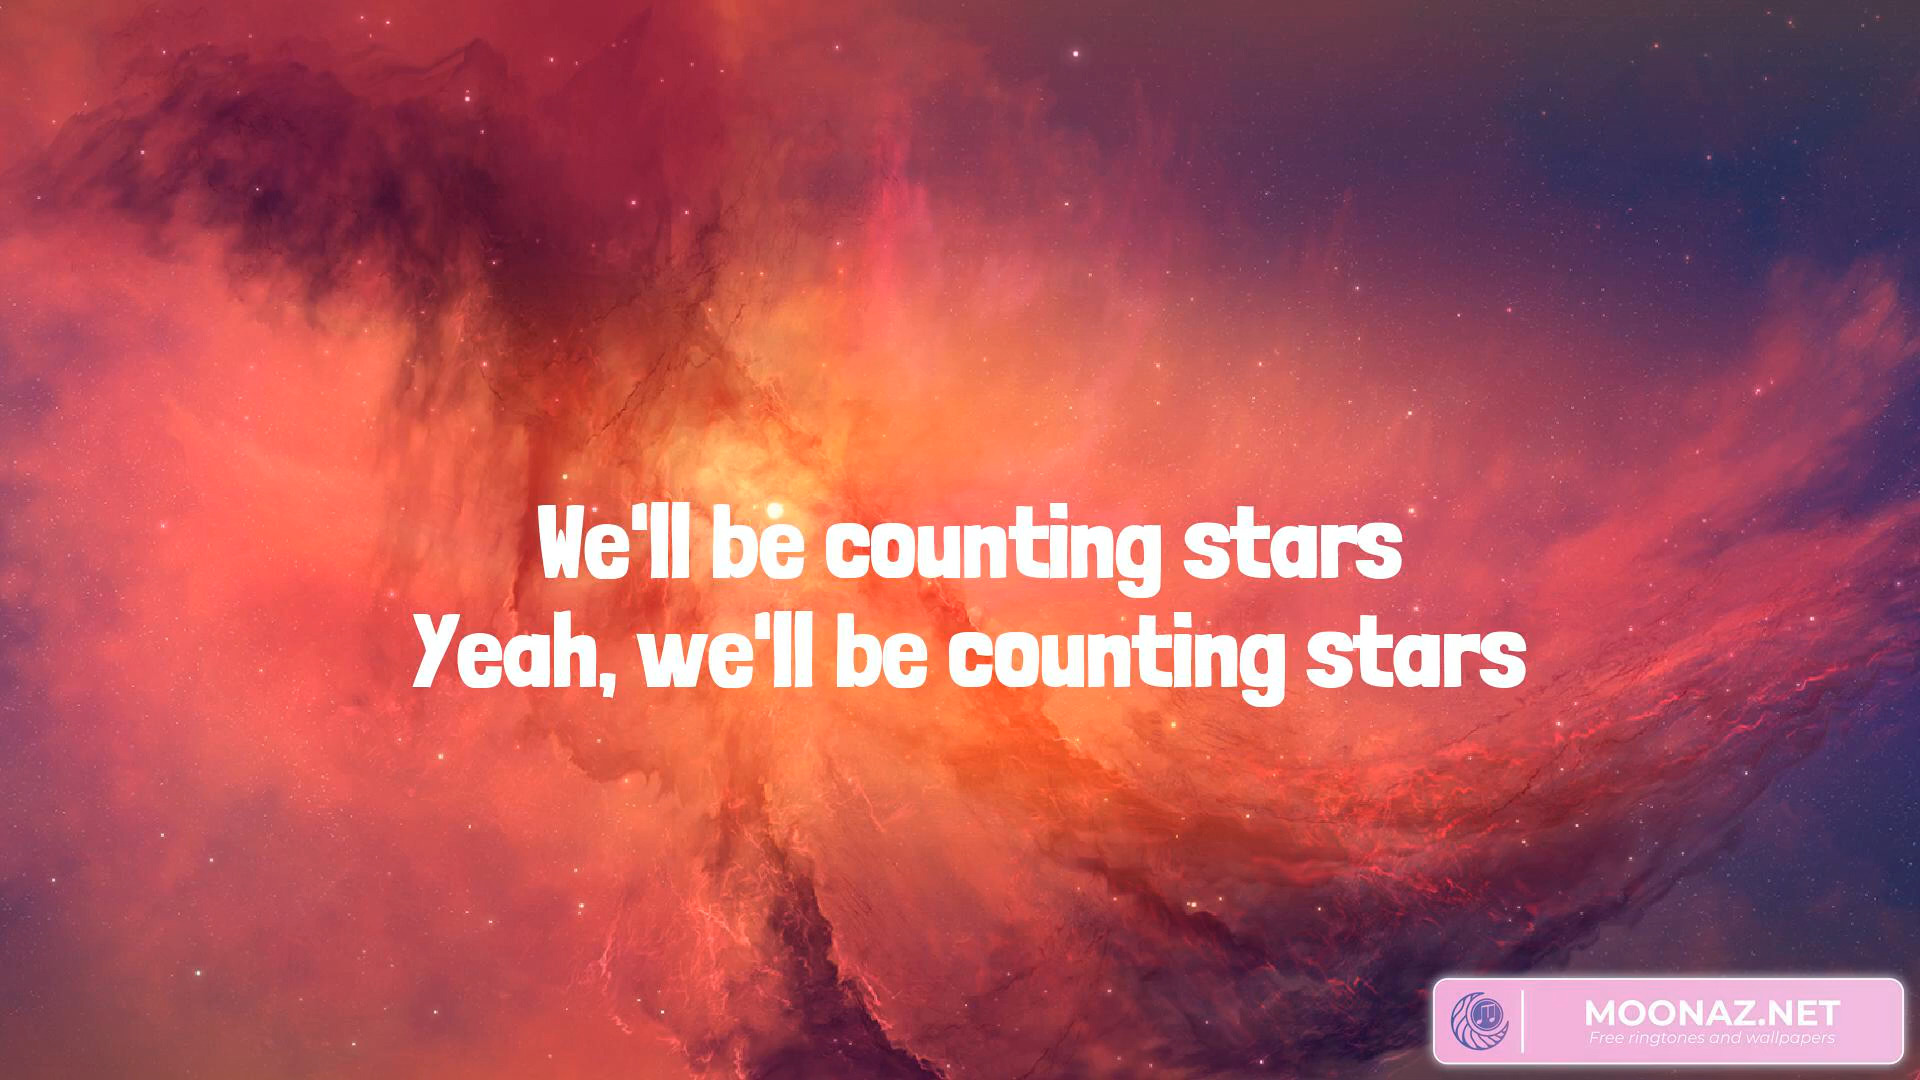 We'll be counting stars
Yeah, we'll be counting stars
MOONAZ.NET
Free ringtones and wallpapers